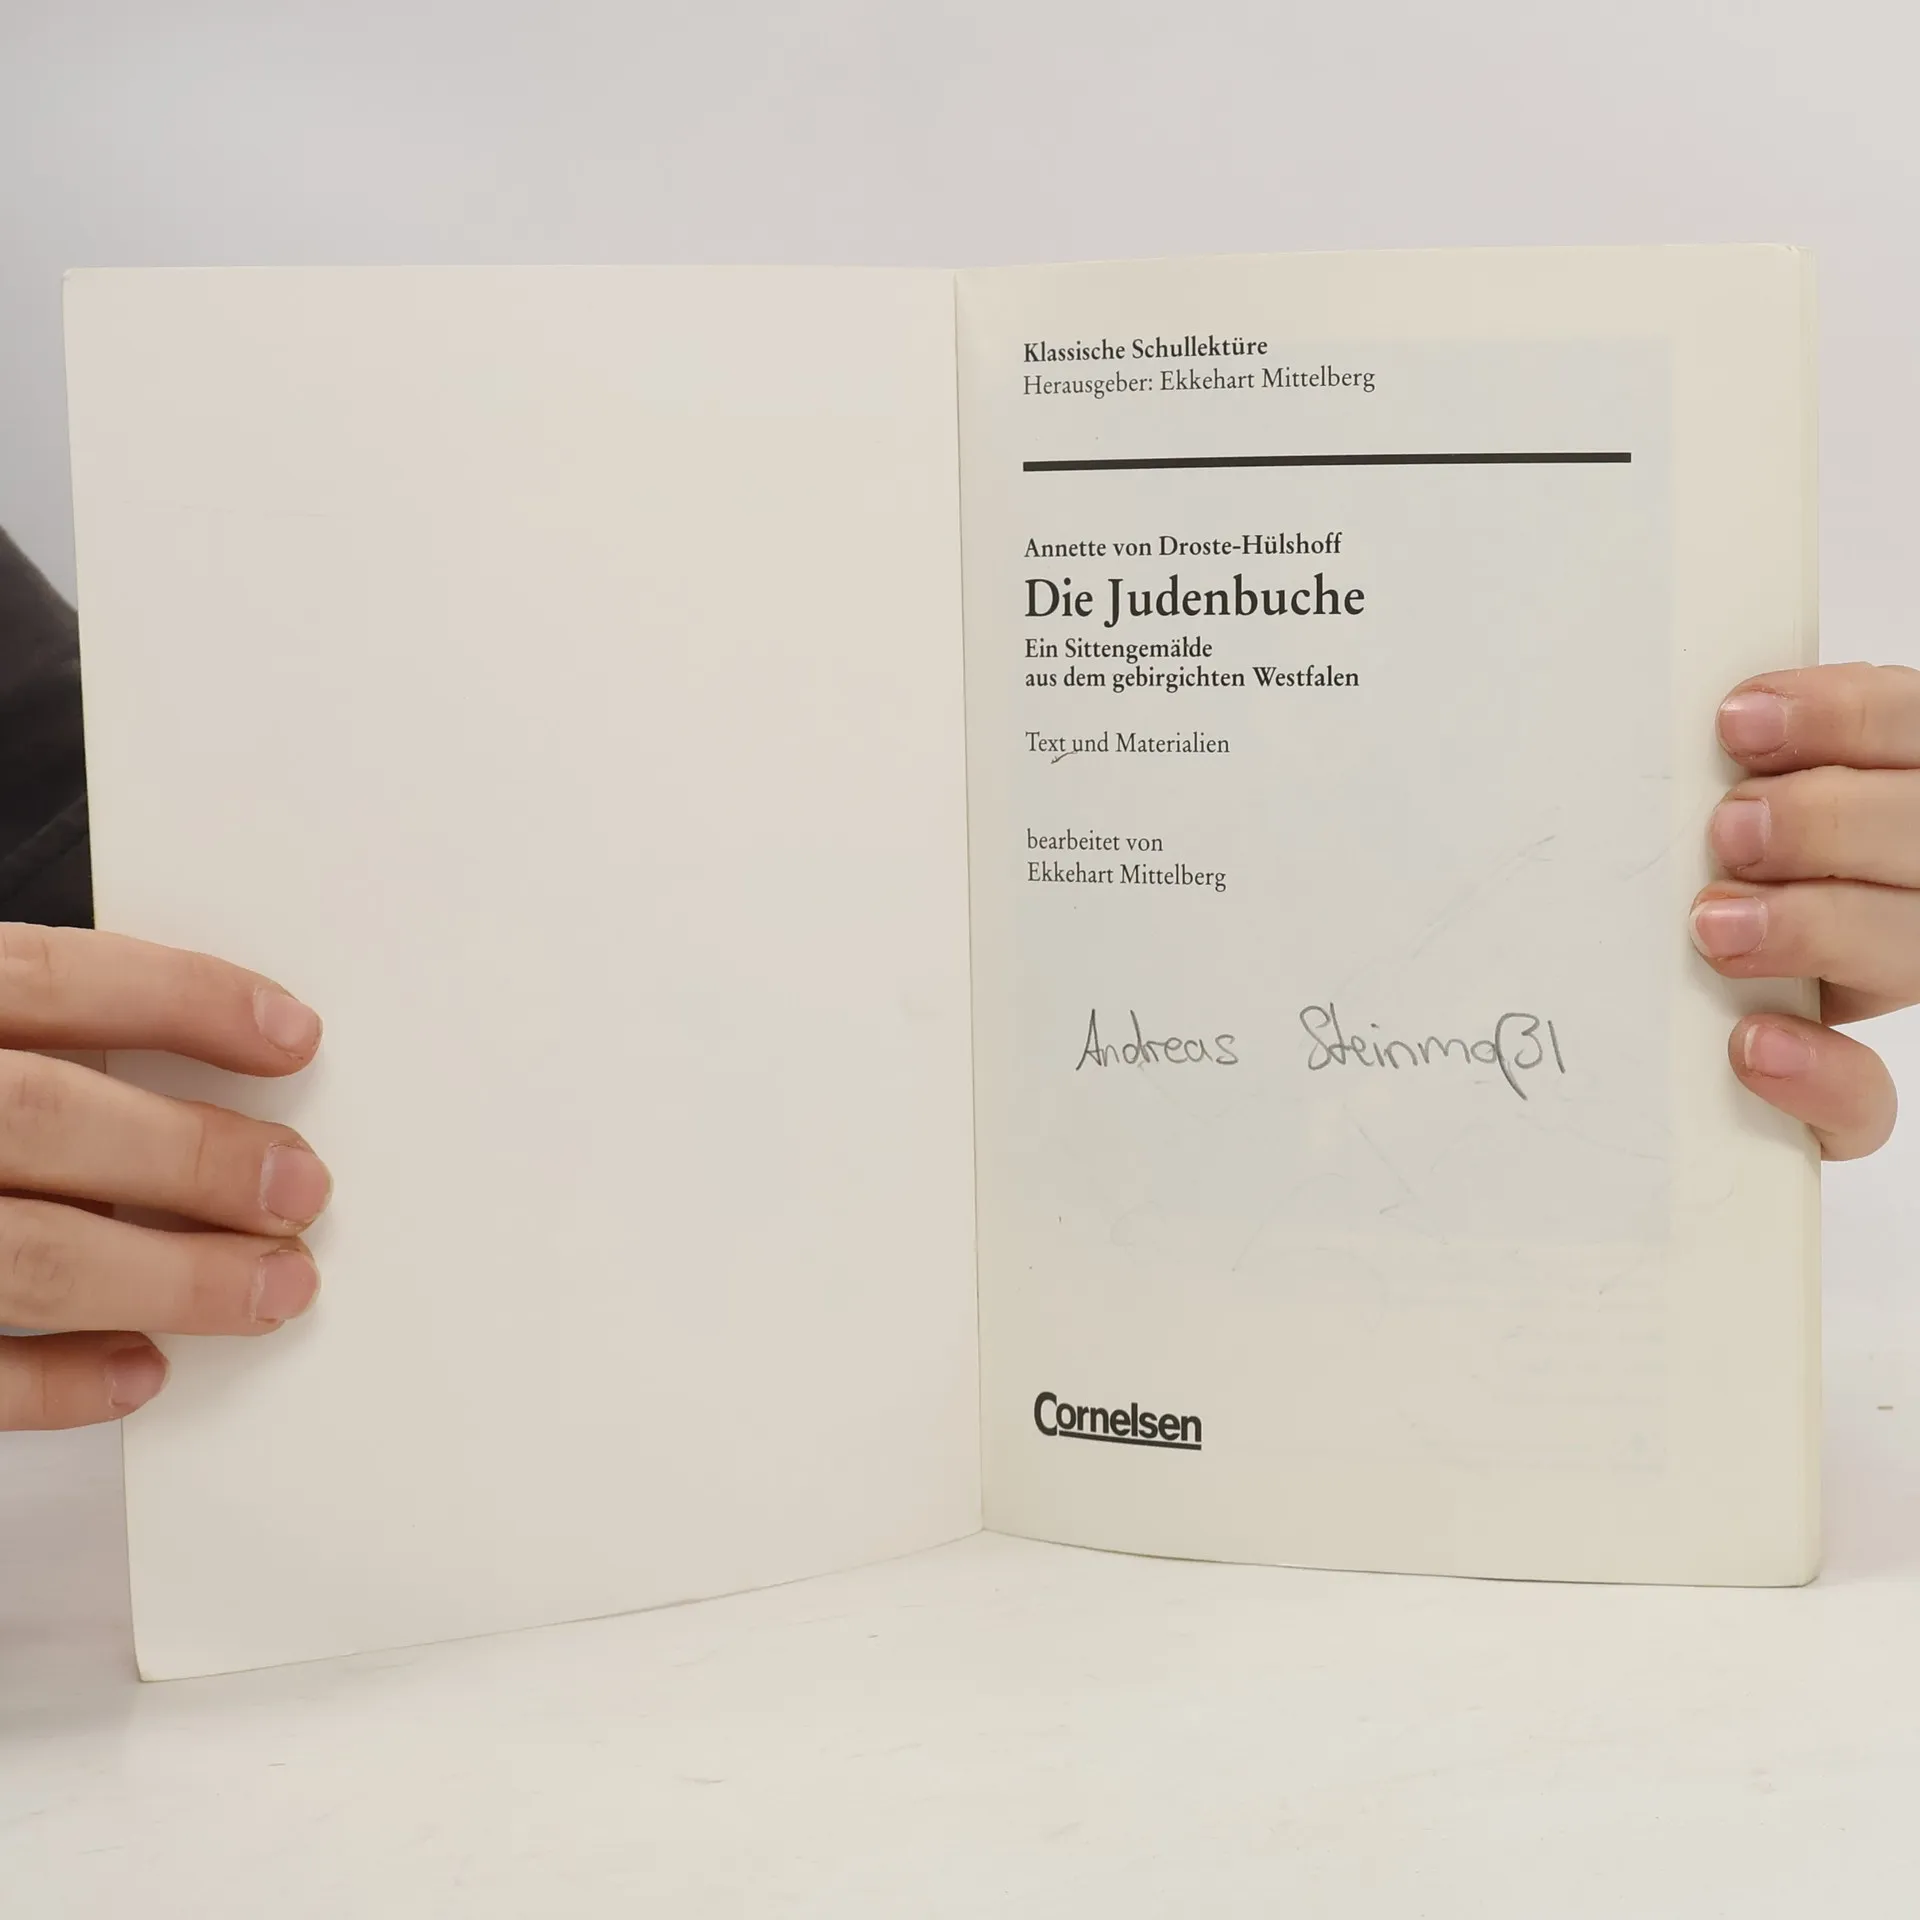 Klassische Schullektüre
Herausgeber: Ekkehart Mittelberg
Annette von Droste-Hülshoff
Die Judenbuche
Ein Sittengemälde
aus dem gebirgichten Westfalen
Text und Materialien
bearbeitet von
Ekkehart Mittelberg
Andreas Steinmaßl
Cornelsen